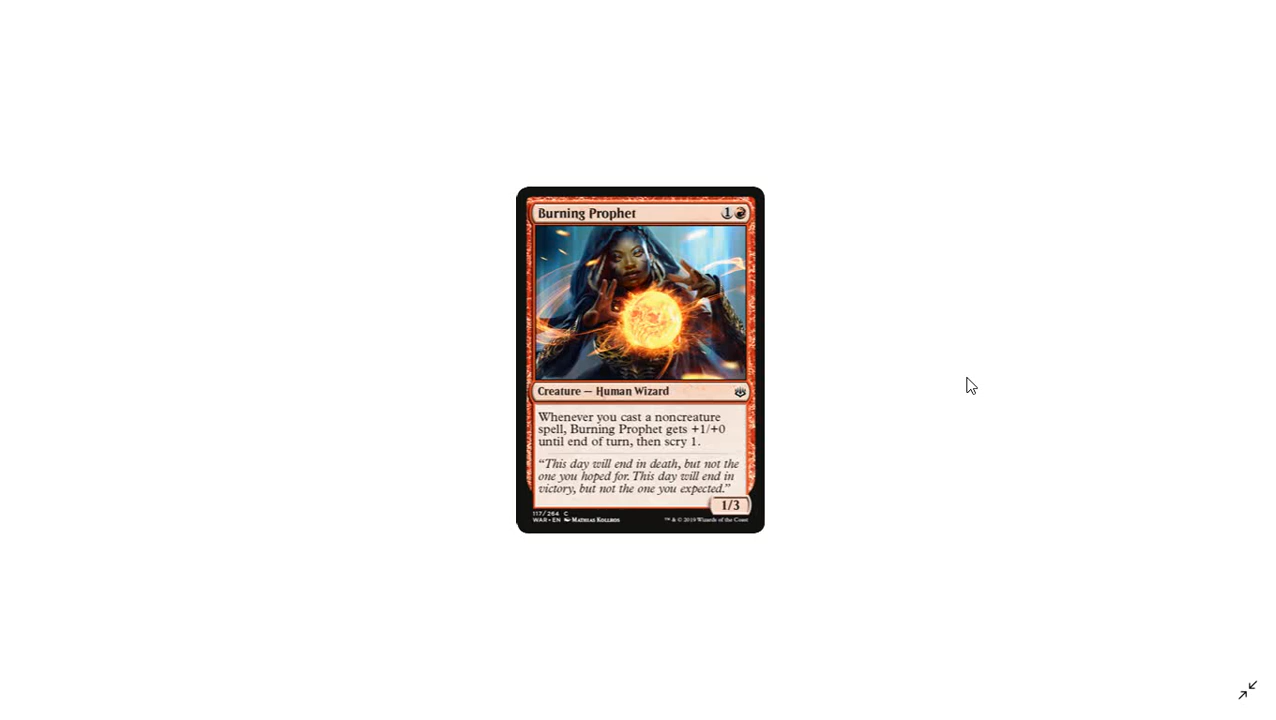 Burning Prophet 1
Creature — Human Wizard
Whenever you cast a noncreature
spell, Burning Prophet gets +1/+0
until end of turn, then scry 1.
“This day will end in death, but not the
one you hoped for. This day will end in
victory, but not the one you expected.”
1/3
117/264 C
WAR • EN Mathias Kollros ™ & © 2019 Wizards of the Coast